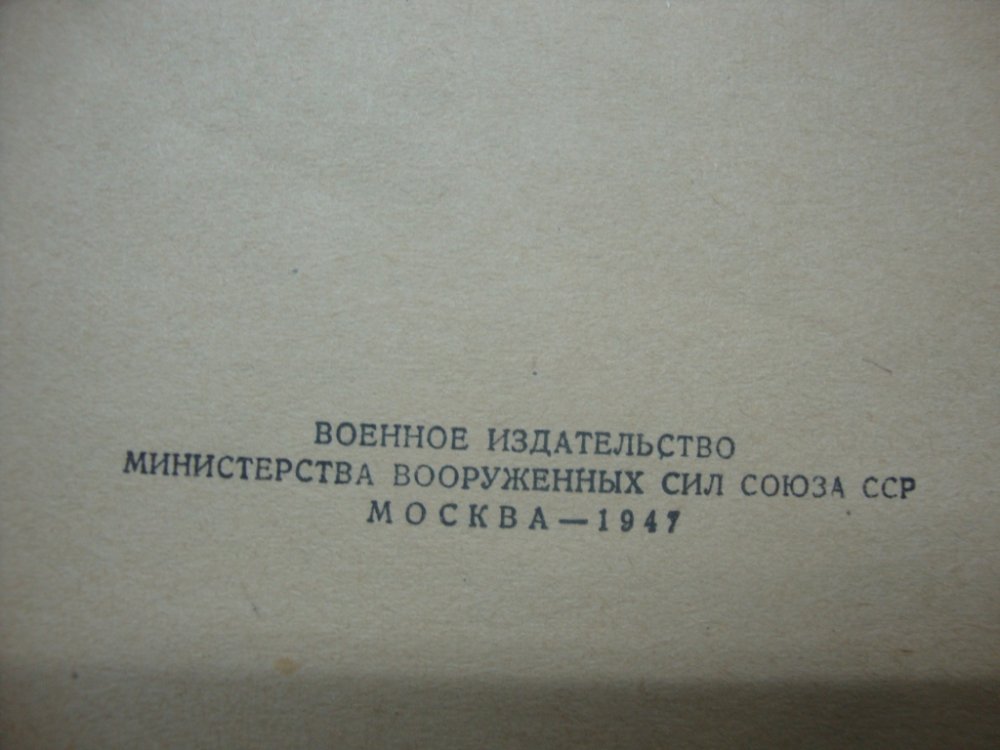 ВОЕННОЕ ИЗДАТЕЛЬСТВО
МИНИСТЕРСТВА ВООРУЖЕННЫХ СИЛ СОЮЗА ССР
МОСКВА — 1947